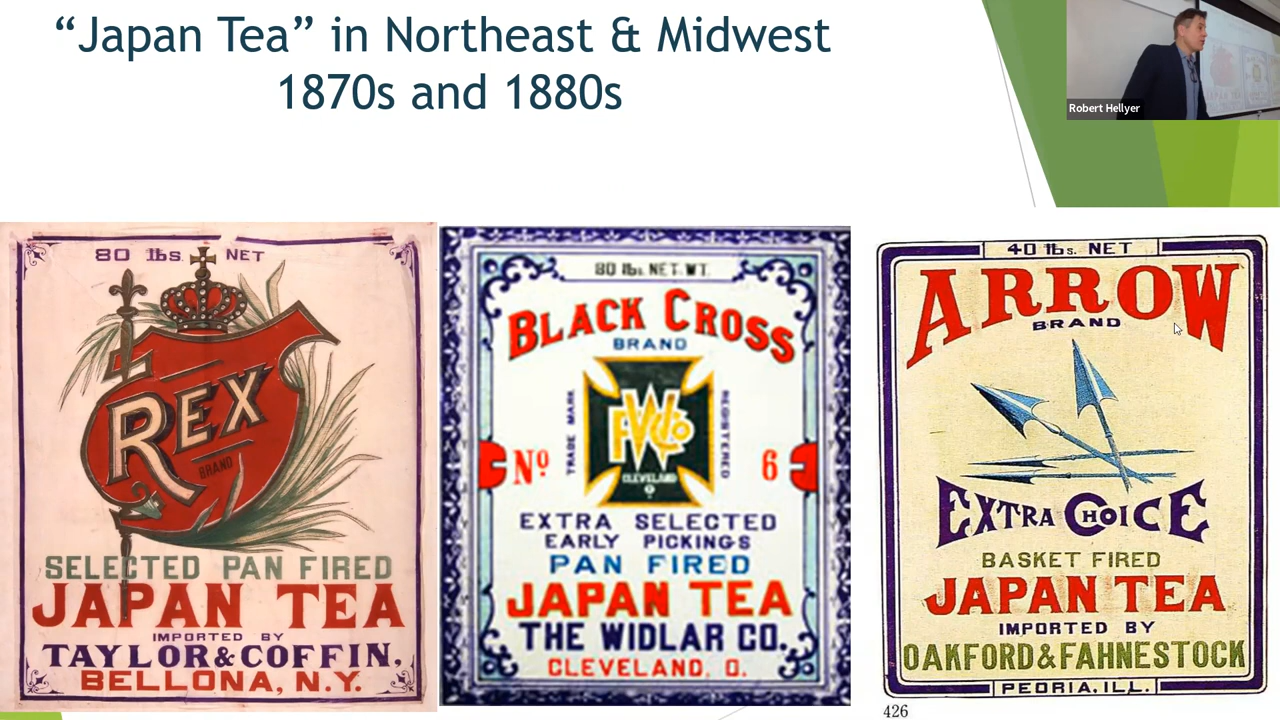 “Japan Tea” in Northeast & Midwest
1870s and 1880s
Robert Hellyer
80 lbs. NET
REX
BRAND
SELECTED PAN FIRED
JAPAN TEA
IMPORTED BY
TAYLOR & COFFIN,
BELLONA, N.Y.
80 lbs. NET. WT.
BLACK CROSS
BRAND
TRADE MARK
REGISTERED
CLEVELAND
O
No 6
EXTRA SELECTED
EARLY PICKINGS
PAN FIRED
JAPAN TEA
THE WIDLAR CO.
CLEVELAND, O.
40 lbs. NET
ARROW
BRAND
EXTRA CHOICE
BASKET FIRED
JAPAN TEA
IMPORTED BY
OAKFORD & FAHNESTOCK
PEORIA, ILL.
426